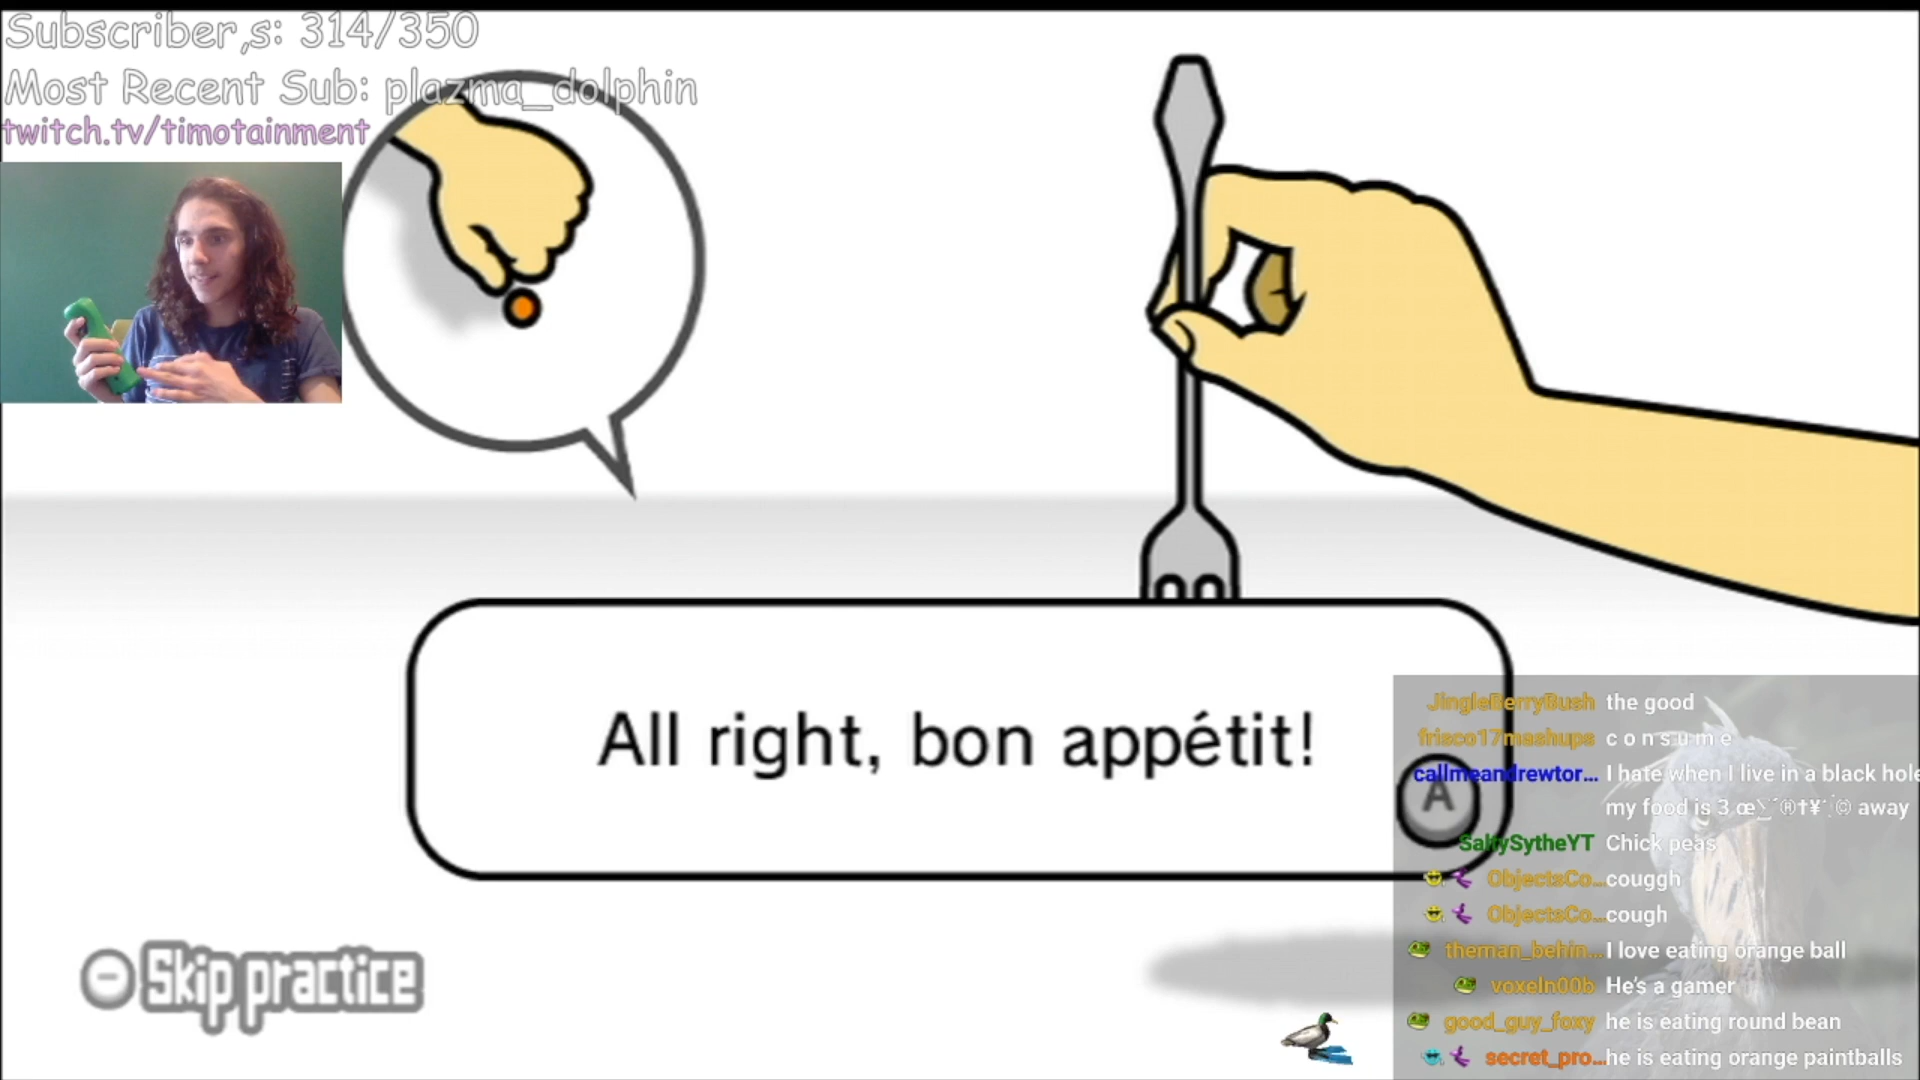 Subscriber,s: 314/350
Most Recent Sub: plazma_dolphin
twitch.tv/timotainment
All right, bon appétit!
A
Skip practice
JingleBerryBush the good
frisco17mashups c o n s u m e
callmeandrewtor... I hate when I live in a black hole
my food is 3 away
SaltySytheYT Chick peas
ObjectsCo... couggh
ObjectsCo... cough
theman_behin... I love eating orange ball
voxeln00b He's a gamer
good_guy_foxy he is eating round bean
secret_pro... he is eating orange paintballs